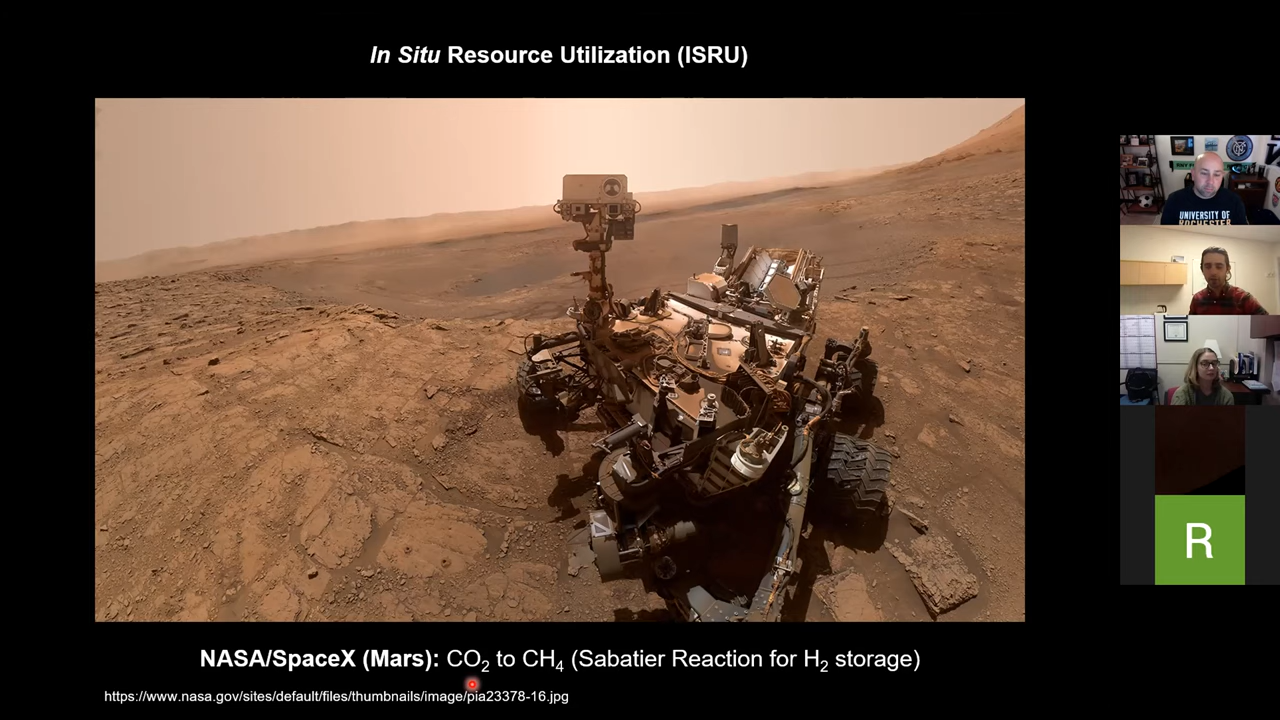 In Situ Resource Utilization (ISRU)
UNIVERSITY OF
ROCHESTER
R
NASA/SpaceX (Mars): CO₂ to CH₄ (Sabatier Reaction for H₂ storage)
https://www.nasa.gov/sites/default/files/thumbnails/image/pia23378-16.jpg